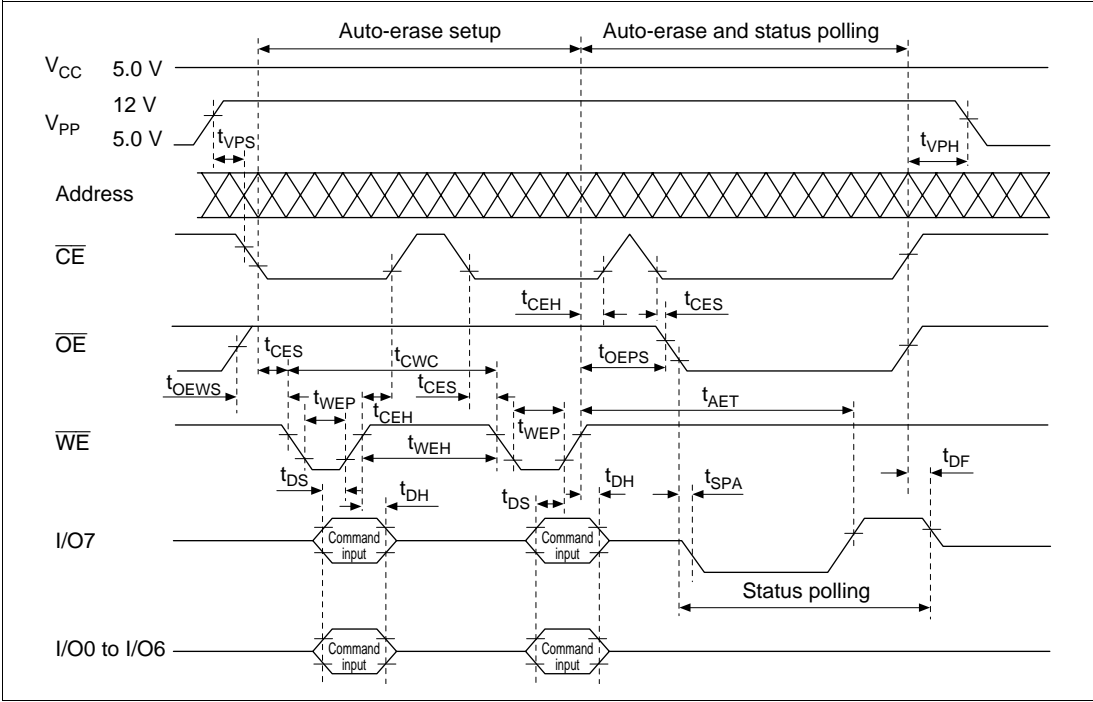 Auto-erase setup
Auto-erase and status polling
VCC 5.0 V
12 V
VPP
5.0 V
tVPS
tVPH
Address
CE
tCEH
tCES
OE
tCES
tCWC
tOEPS
tOEWS
tWEP
tCES
tCEH
tAET
WE
tWEH
tWEP
tDS
tDH
tDS
tDH
tSPA
tDF
I/O7
Command
input
Command
input
Status polling
I/O0 to I/O6
Command
input
Command
input